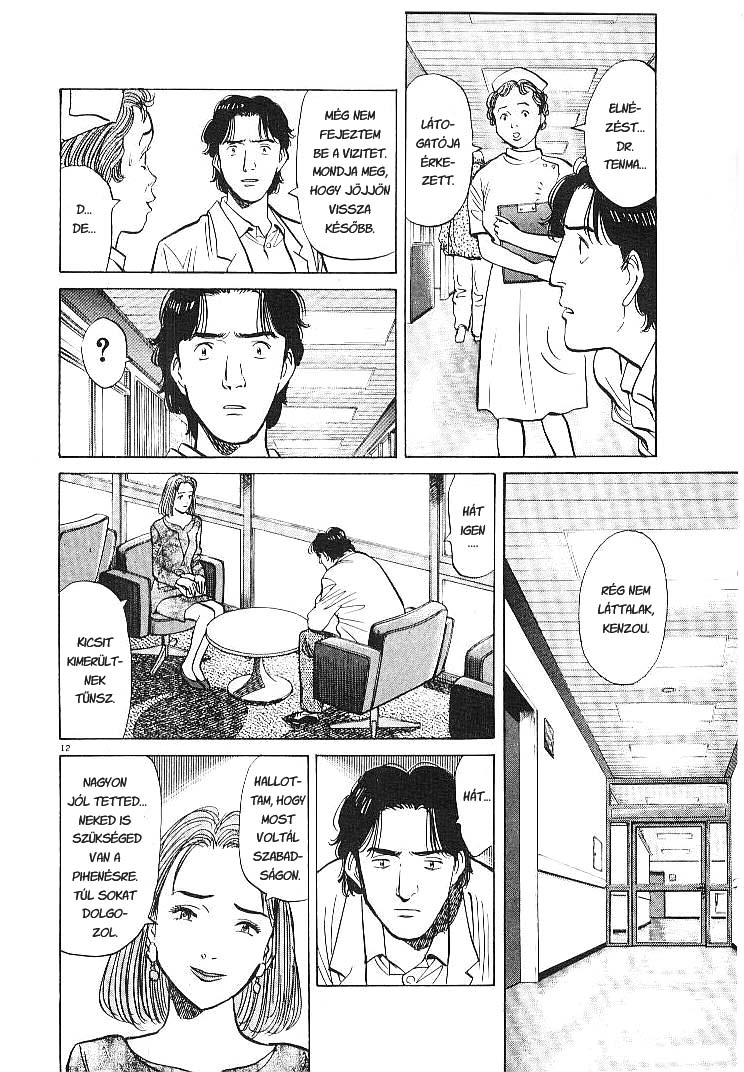 ELNÉ-
ZÉST...
DR.
TENMA...
LÁTO-
GATÓJA
ÉRKE-
ZETT.
MÉG NEM
FEJEZTEM
BE A VIZITET.
MONDJA MEG,
HOGY JÖJJÖN
VISSZA
KÉSŐBB.
D...
DE...
?
RÉG NEM
LÁTTALAK,
KENZOU.
HÁT
IGEN
....
KICSIT
KIMERÜLT-
NEK
TŰNSZ.
12
HÁT...
HALLOT-
TAM, HOGY
MOST
VOLTÁL
SZABAD-
SÁGON.
NAGYON
JÓL TETTED...
NEKED IS
SZÜKSÉGED
VAN A
PIHENÉSRE.
TÚL SOKAT
DOLGO-
ZOL.